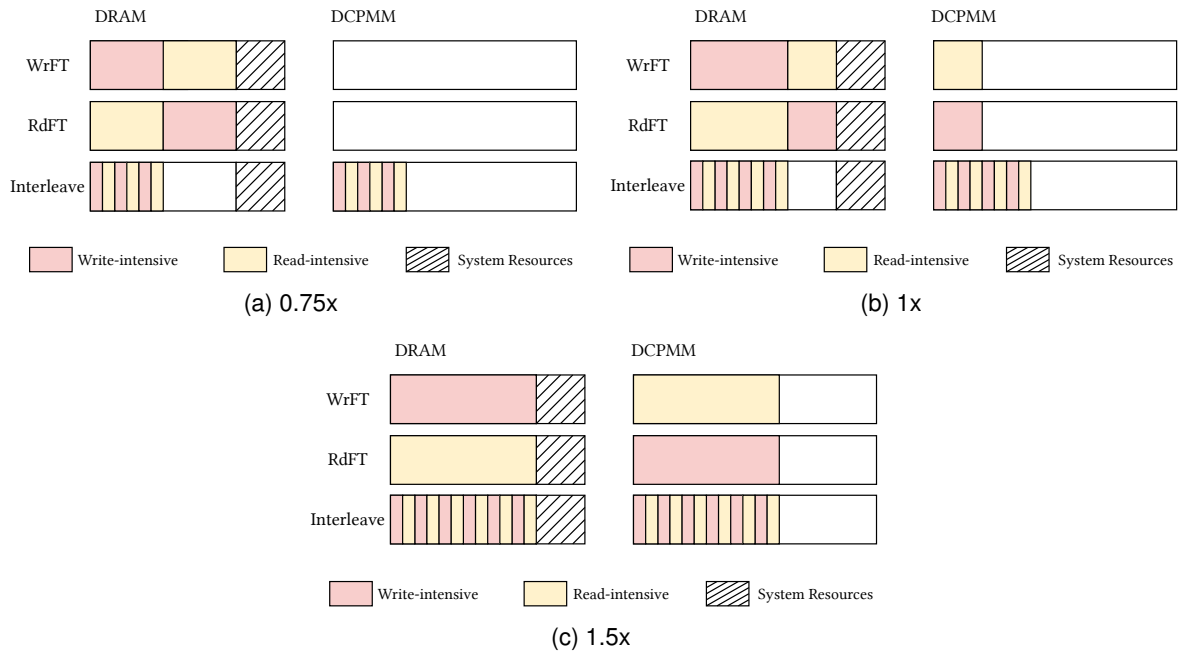 DRAM DCPMM
WrFT
RdFT
Interleave
Write-intensive Read-intensive System Resources
(a) 0.75x
DRAM DCPMM
WrFT
RdFT
Interleave
Write-intensive Read-intensive System Resources
(b) 1x
DRAM DCPMM
WrFT
RdFT
Interleave
Write-intensive Read-intensive System Resources
(c) 1.5x